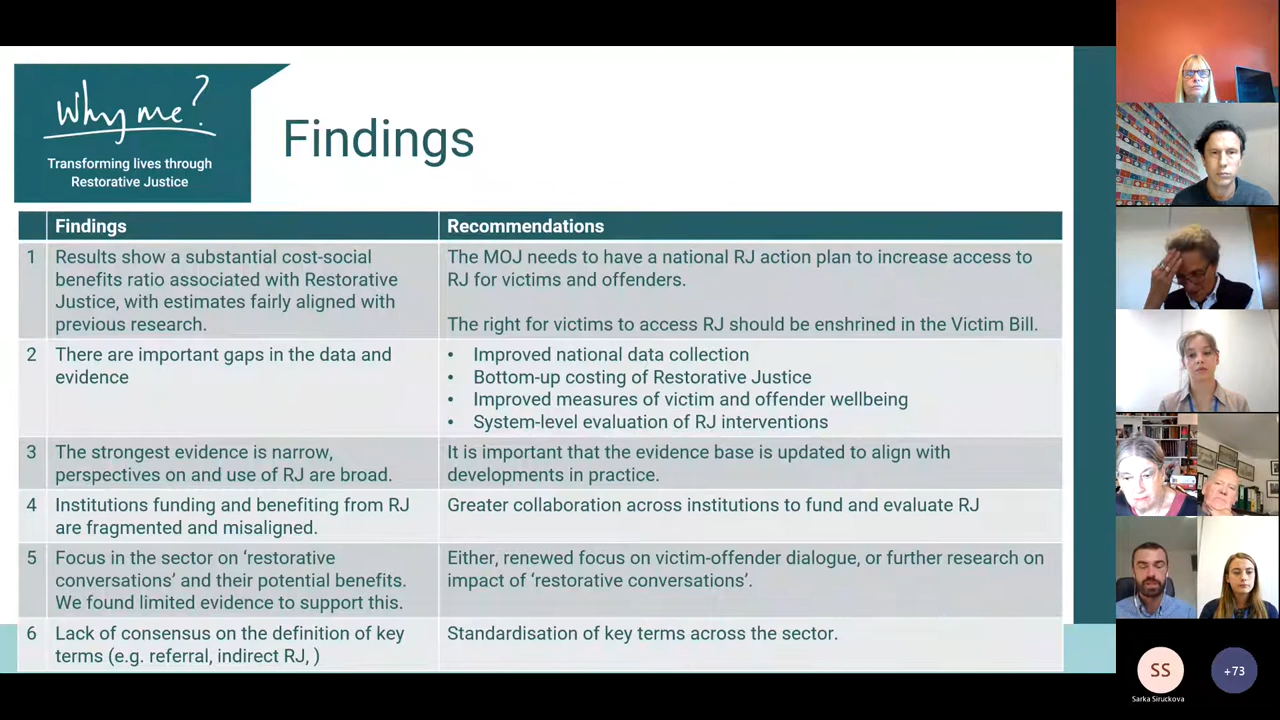 Why me?
Transforming lives through
Restorative Justice
Findings
Findings
Recommendations
1
Results show a substantial cost-social
benefits ratio associated with Restorative
Justice, with estimates fairly aligned with
previous research.
The MOJ needs to have a national RJ action plan to increase access to
RJ for victims and offenders.
The right for victims to access RJ should be enshrined in the Victim Bill.
2
There are important gaps in the data and
evidence
• Improved national data collection
• Bottom-up costing of Restorative Justice
• Improved measures of victim and offender wellbeing
• System-level evaluation of RJ interventions
3
The strongest evidence is narrow,
perspectives on and use of RJ are broad.
It is important that the evidence base is updated to align with
developments in practice.
4
Institutions funding and benefiting from RJ
are fragmented and misaligned.
Greater collaboration across institutions to fund and evaluate RJ
5
Focus in the sector on ‘restorative
conversations’ and their potential benefits.
We found limited evidence to support this.
Either, renewed focus on victim-offender dialogue, or further research on
impact of ‘restorative conversations’.
6
Lack of consensus on the definition of key
terms (e.g. referral, indirect RJ, )
Standardisation of key terms across the sector.
SS
Sarka Siruckova
+73